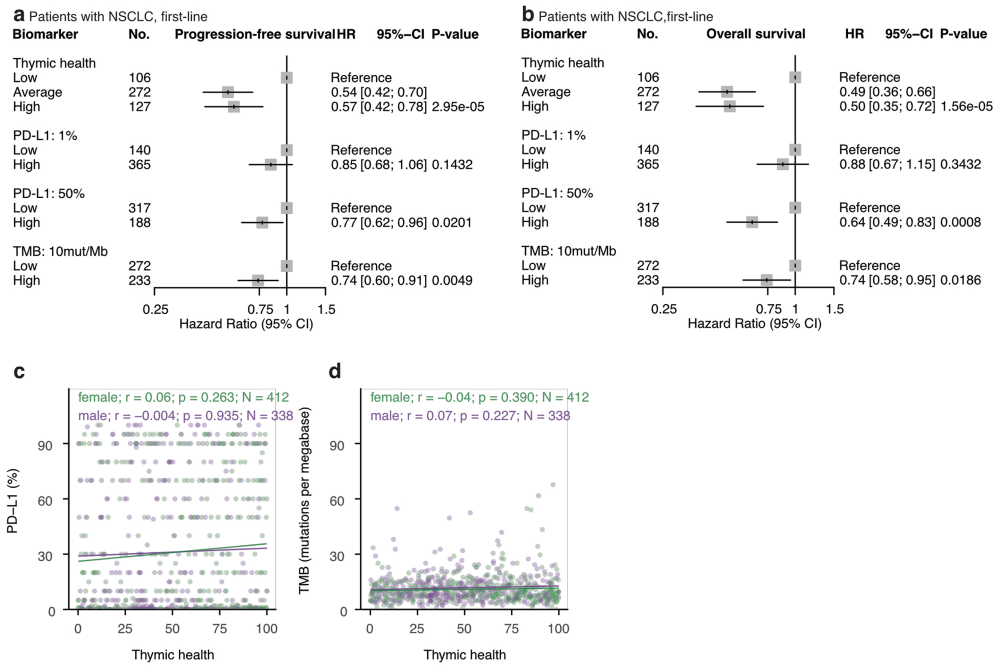 a Patients with NSCLC, first-line
Biomarker No. Progression-free survival HR 95%−CI P-value
Thymic health
Low 106 Reference
Average 272 0.54 [0.42; 0.70]
High 127 0.57 [0.42; 0.78] 2.95e-05
PD-L1: 1%
Low 140 Reference
High 365 0.85 [0.68; 1.06] 0.1432
PD-L1: 50%
Low 317 Reference
High 188 0.77 [0.62; 0.96] 0.0201
TMB: 10mut/Mb
Low 272 Reference
High 233 0.74 [0.60; 0.91] 0.0049
0.25 0.75 1 1.5
Hazard Ratio (95% CI)
b Patients with NSCLC,first-line
Biomarker No. Overall survival HR 95%−CI P-value
Thymic health
Low 106 Reference
Average 272 0.49 [0.36; 0.66]
High 127 0.50 [0.35; 0.72] 1.56e-05
PD-L1: 1%
Low 140 Reference
High 365 0.88 [0.67; 1.15] 0.3432
PD-L1: 50%
Low 317 Reference
High 188 0.64 [0.49; 0.83] 0.0008
TMB: 10mut/Mb
Low 272 Reference
High 233 0.74 [0.58; 0.95] 0.0186
0.25 0.75 1 1.5
Hazard Ratio (95% CI)
c
female; r = 0.06; p = 0.263; N = 412
male; r = −0.004; p = 0.935; N = 338
PD−L1 (%)
90
60
30
0
0 25 50 75 100
Thymic health
d
female; r = −0.04; p = 0.390; N = 412
male; r = 0.07; p = 0.227; N = 338
TMB (mutations per megabase)
90
60
30
0
0 25 50 75 100
Thymic health